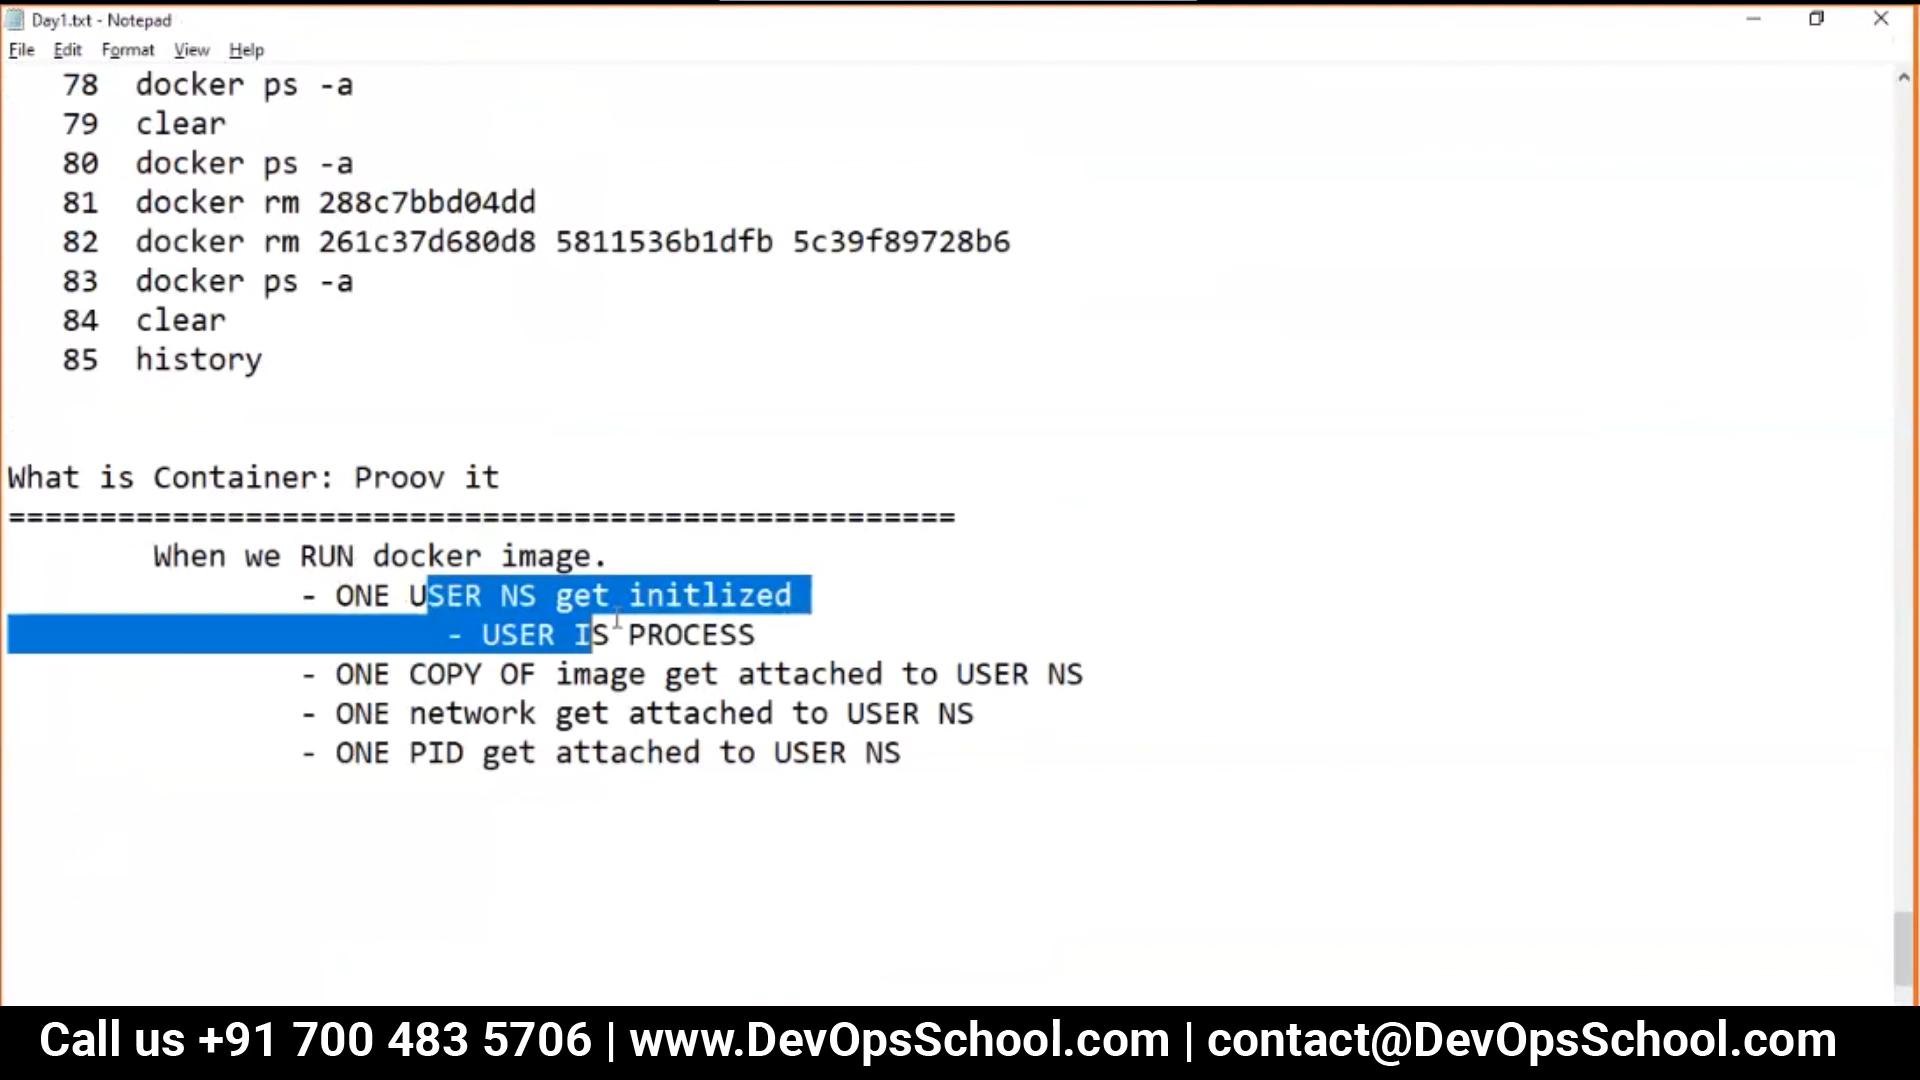 Day1.txt - Notepad
File Edit Format View Help
78 docker ps -a
79 clear
80 docker ps -a
81 docker rm 288c7bbd04dd
82 docker rm 261c37d680d8 5811536b1dfb 5c39f89728b6
83 docker ps -a
84 clear
85 history
What is Container: Proov it
====================================================
When we RUN docker image.
- ONE USER NS get initlized
- USER IS PROCESS
- ONE COPY OF image get attached to USER NS
- ONE network get attached to USER NS
- ONE PID get attached to USER NS
Call us +91 700 483 5706 | www.DevOpsSchool.com | contact@DevOpsSchool.com